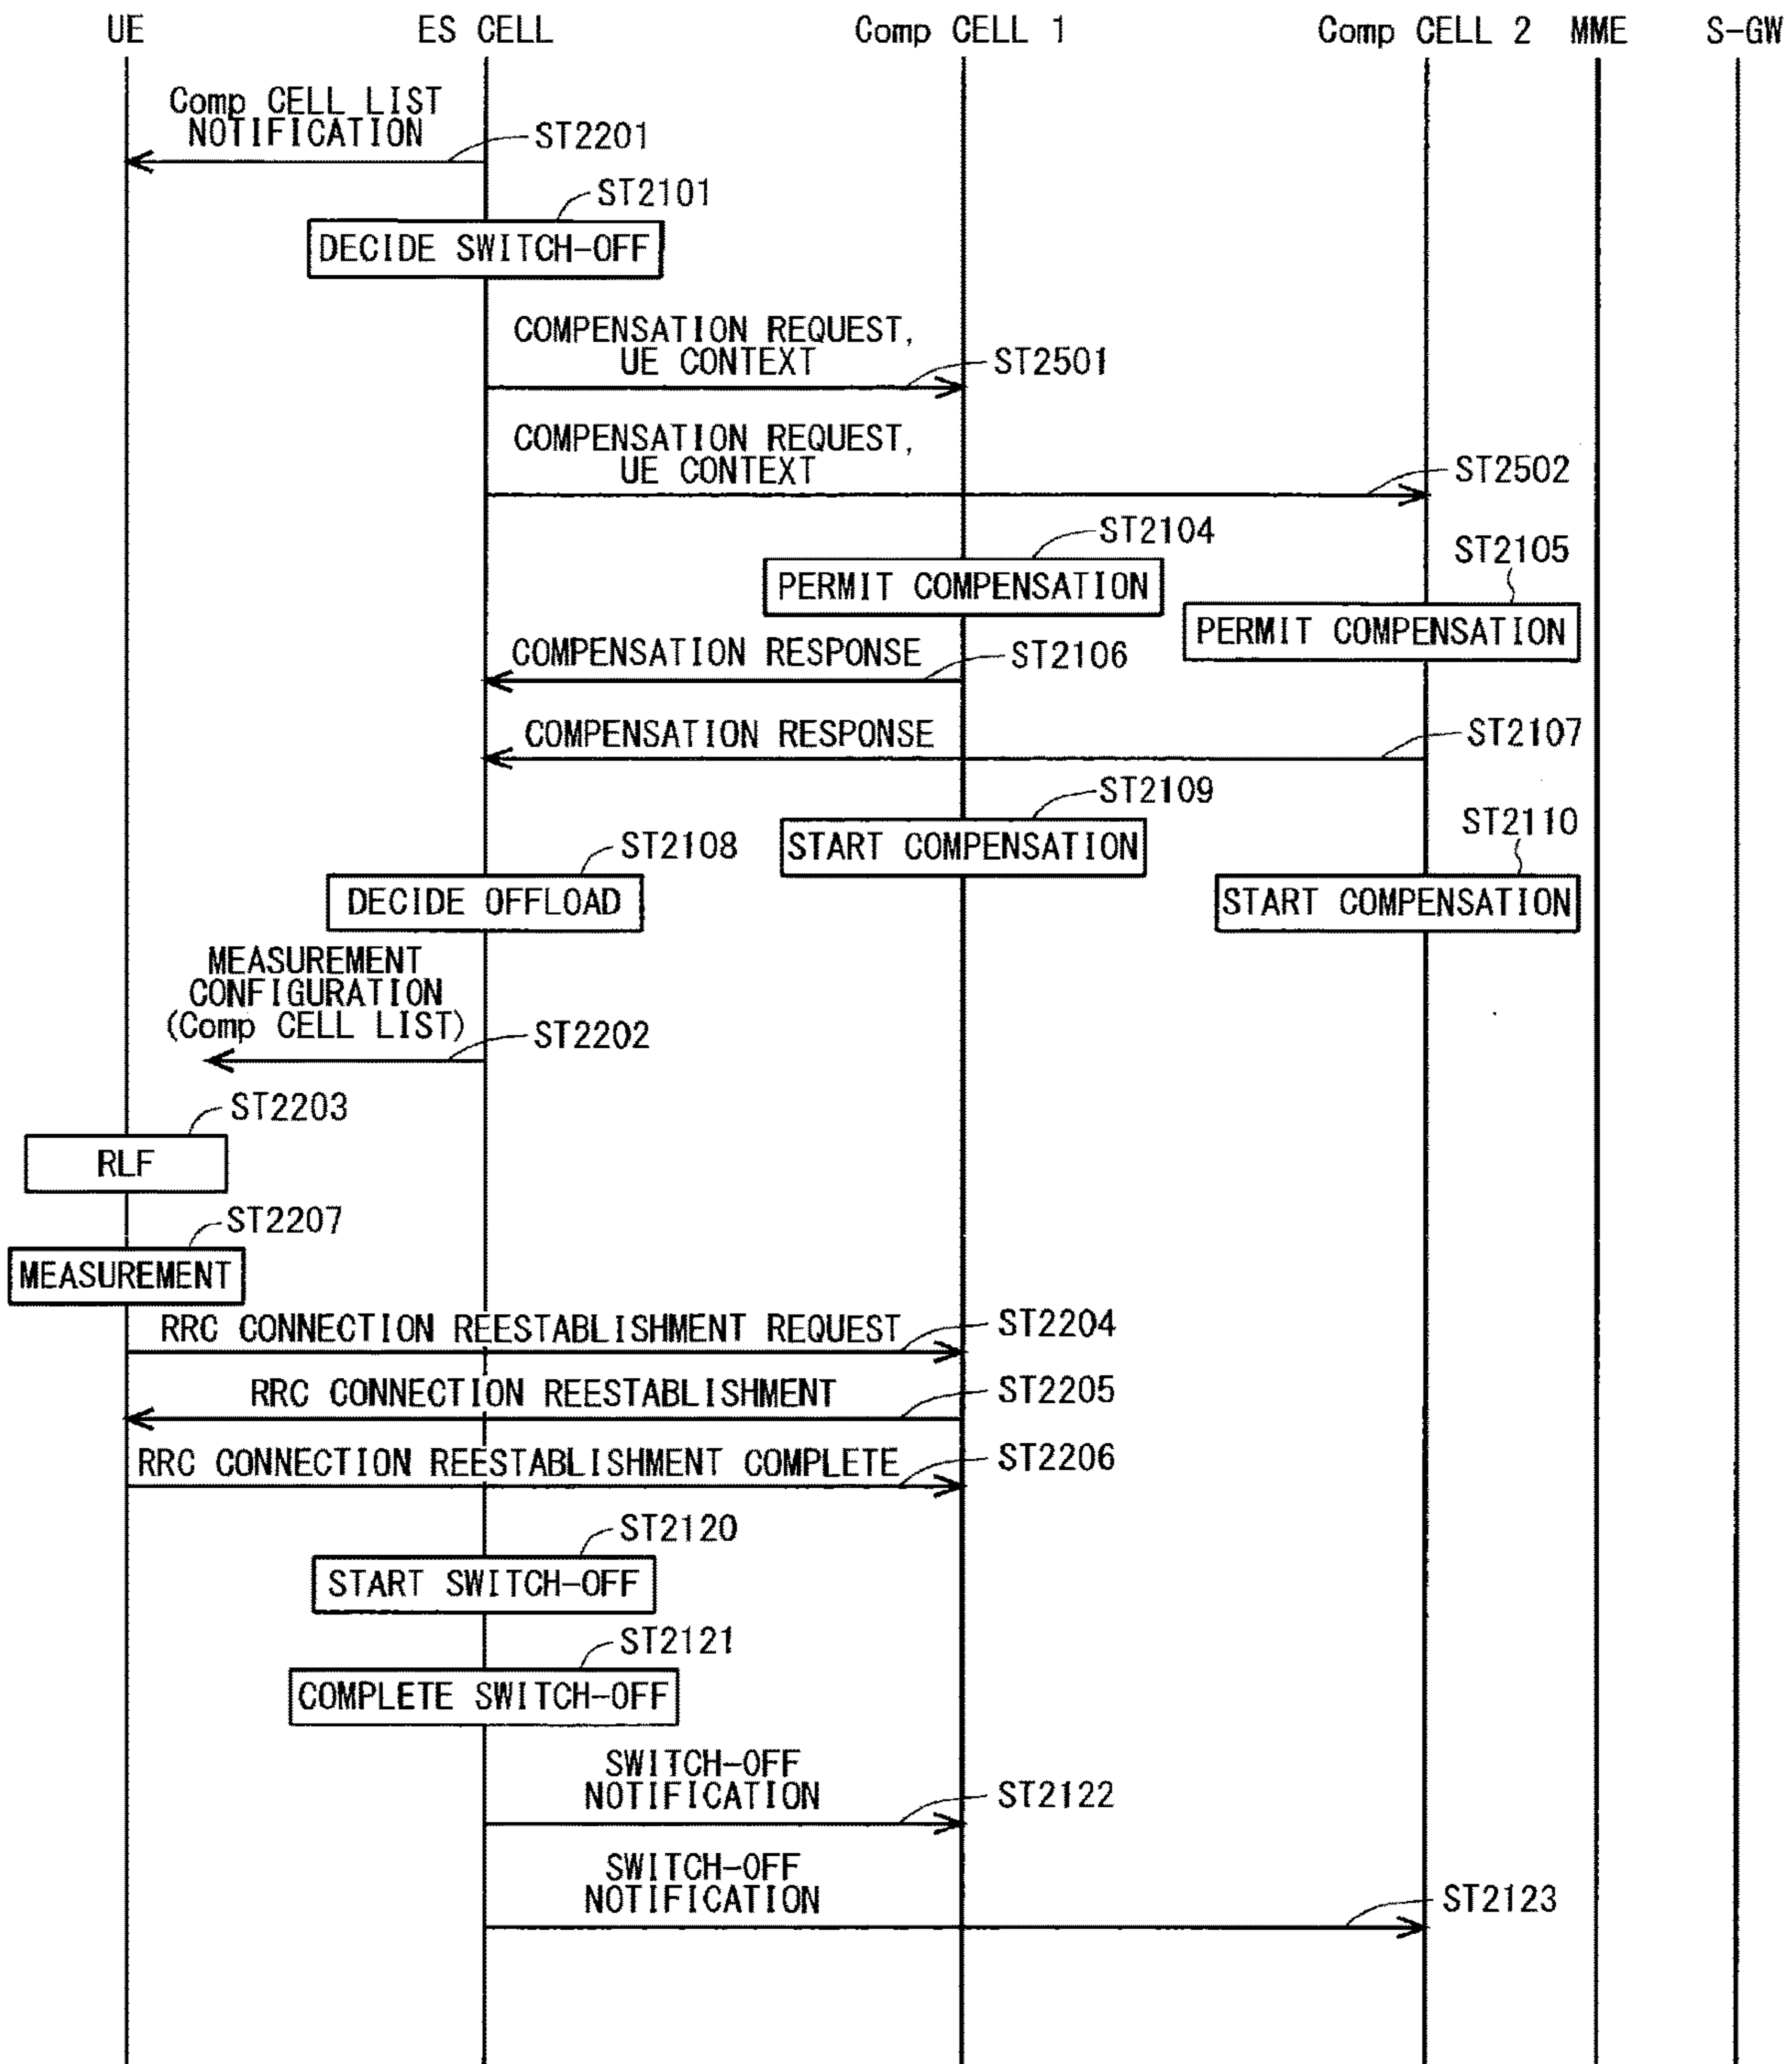 UE
ES CELL
Comp CELL 1
Comp CELL 2
MME
S-GW
Comp CELL LIST
NOTIFICATION
ST2201
ST2101
DECIDE SWITCH-OFF
COMPENSATION REQUEST,
UE CONTEXT
ST2501
COMPENSATION REQUEST,
UE CONTEXT
ST2502
ST2104
PERMIT COMPENSATION
ST2105
PERMIT COMPENSATION
COMPENSATION RESPONSE
ST2106
COMPENSATION RESPONSE
ST2107
ST2109
START COMPENSATION
ST2110
START COMPENSATION
ST2108
DECIDE OFFLOAD
MEASUREMENT
CONFIGURATION
(Comp CELL LIST)
ST2202
ST2203
RLF
ST2207
MEASUREMENT
RRC CONNECTION REESTABLISHMENT REQUEST
ST2204
RRC CONNECTION REESTABLISHMENT
ST2205
RRC CONNECTION REESTABLISHMENT COMPLETE
ST2206
ST2120
START SWITCH-OFF
ST2121
COMPLETE SWITCH-OFF
SWITCH-OFF
NOTIFICATION
ST2122
SWITCH-OFF
NOTIFICATION
ST2123